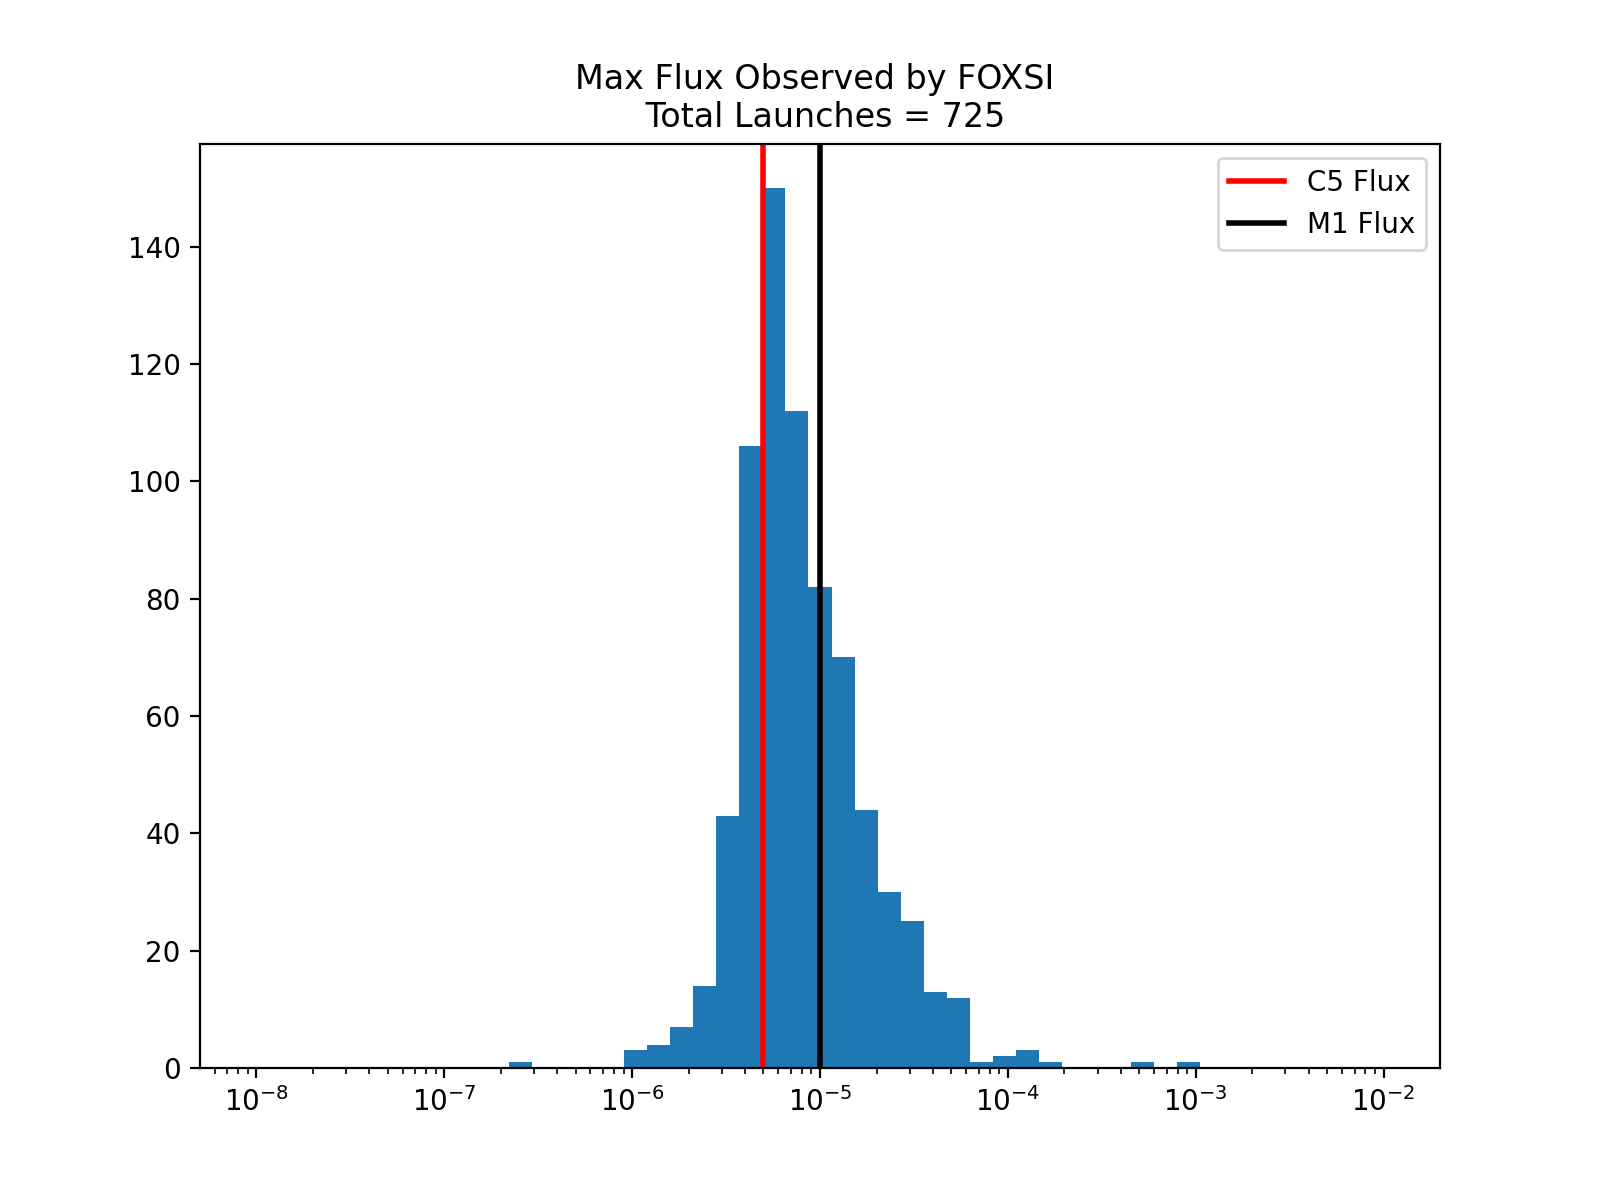 Max Flux Observed by FOXSI
Total Launches = 725
C5 Flux
M1 Flux
140
120
100
80
60
40
20
0
10⁻⁸ 10⁻⁷ 10⁻⁶ 10⁻⁵ 10⁻⁴ 10⁻³ 10⁻²